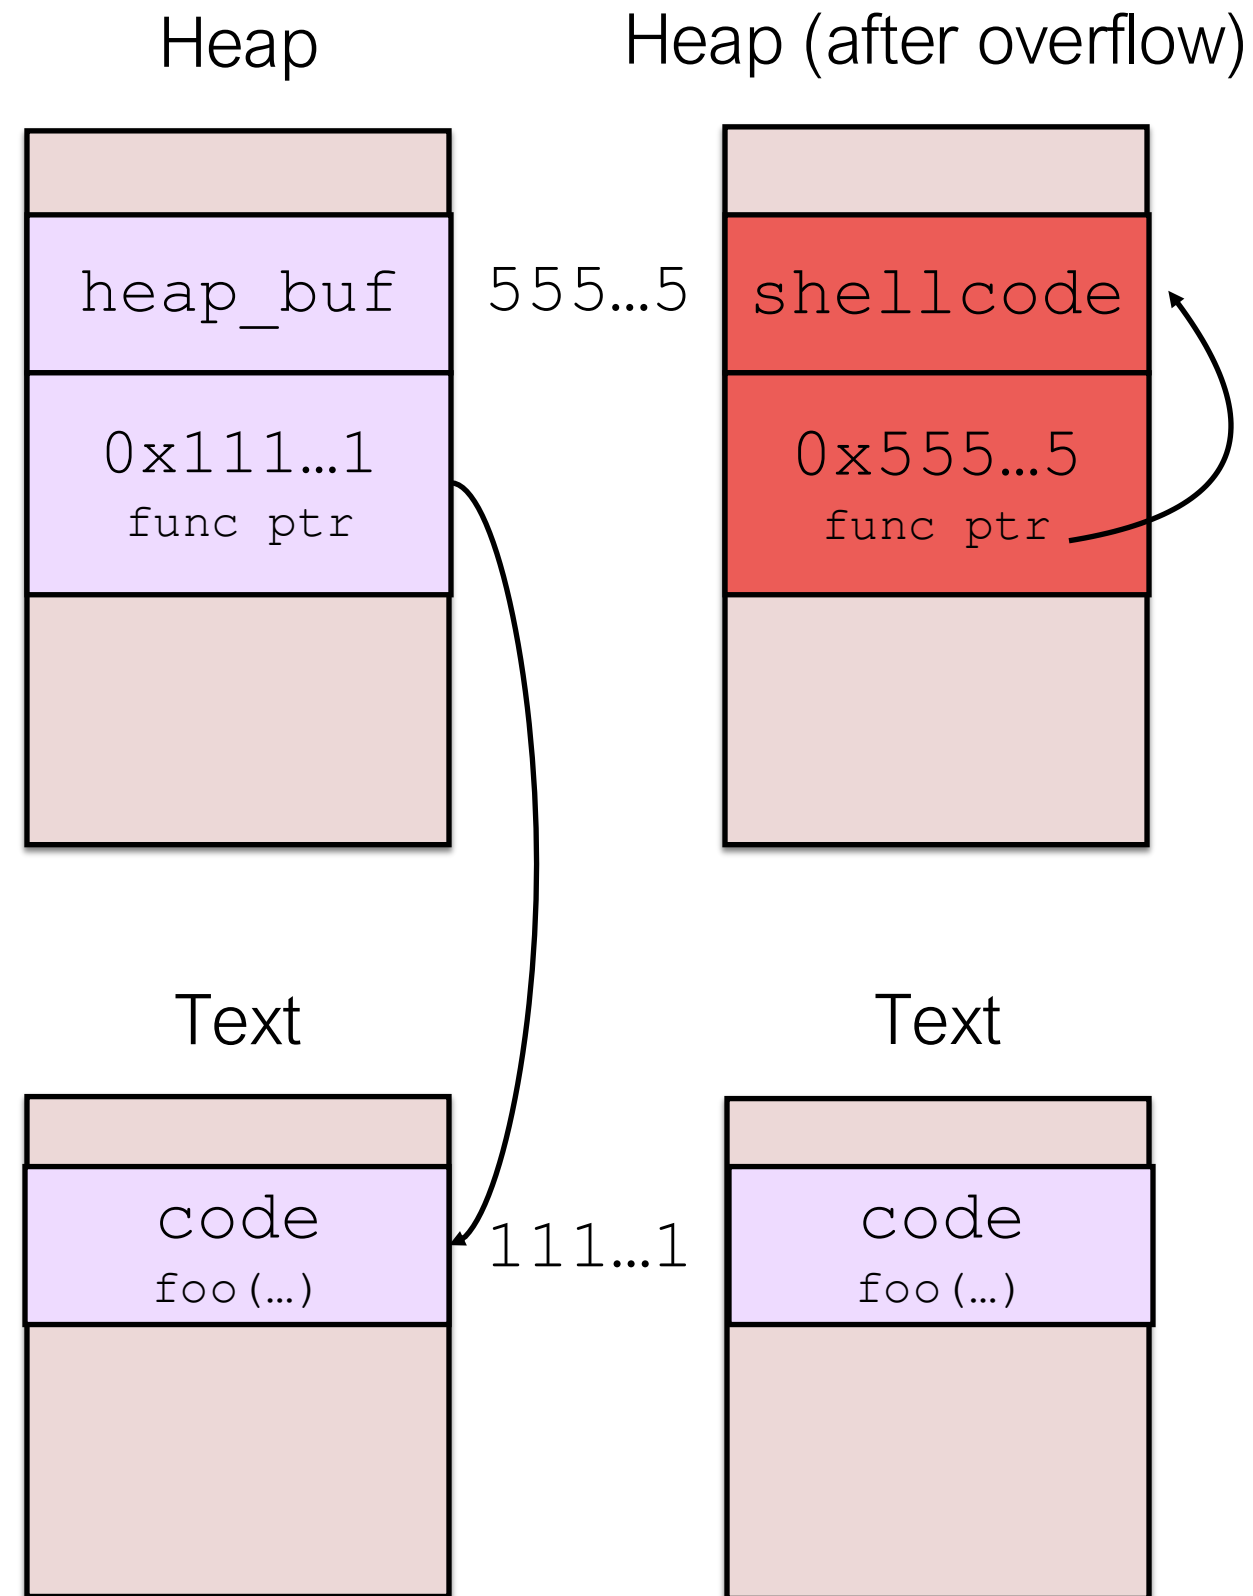 Heap
Heap (after overflow)
heap_buf
555…5
shellcode
0x111…1
func ptr
0x555…5
func ptr
Text
Text
code
foo(…)
111…1
code
foo(…)